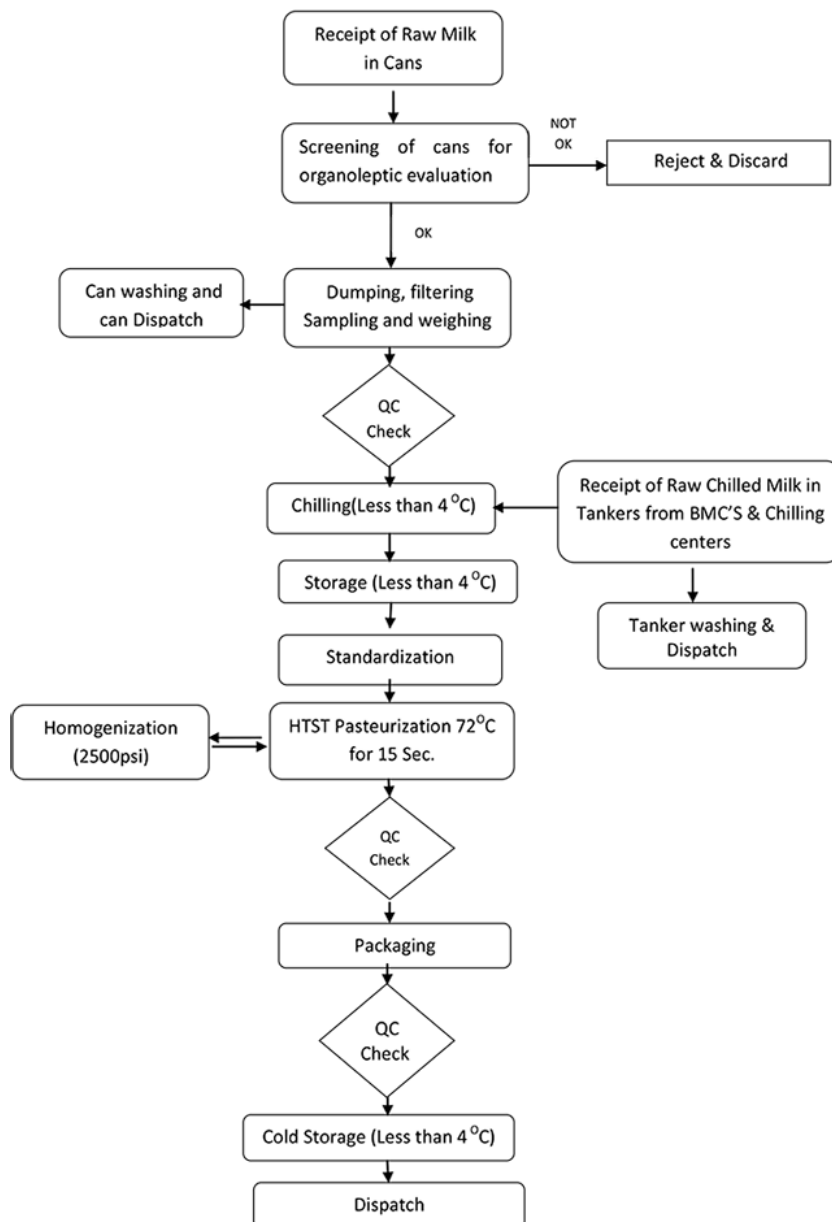 Receipt of Raw Milk
in Cans
NOT
OK
Screening of cans for
organoleptic evaluation
Reject & Discard
OK
Can washing and
can Dispatch
Dumping, filtering
Sampling and weighing
QC
Check
Chilling(Less than 4 °C)
Receipt of Raw Chilled Milk in
Tankers from BMC'S & Chilling
centers
Storage (Less than 4 °C)
Tanker washing &
Dispatch
Standardization
Homogenization
(2500psi)
HTST Pasteurization 72°C
for 15 Sec.
QC
Check
Packaging
QC
Check
Cold Storage (Less than 4 °C)
Dispatch